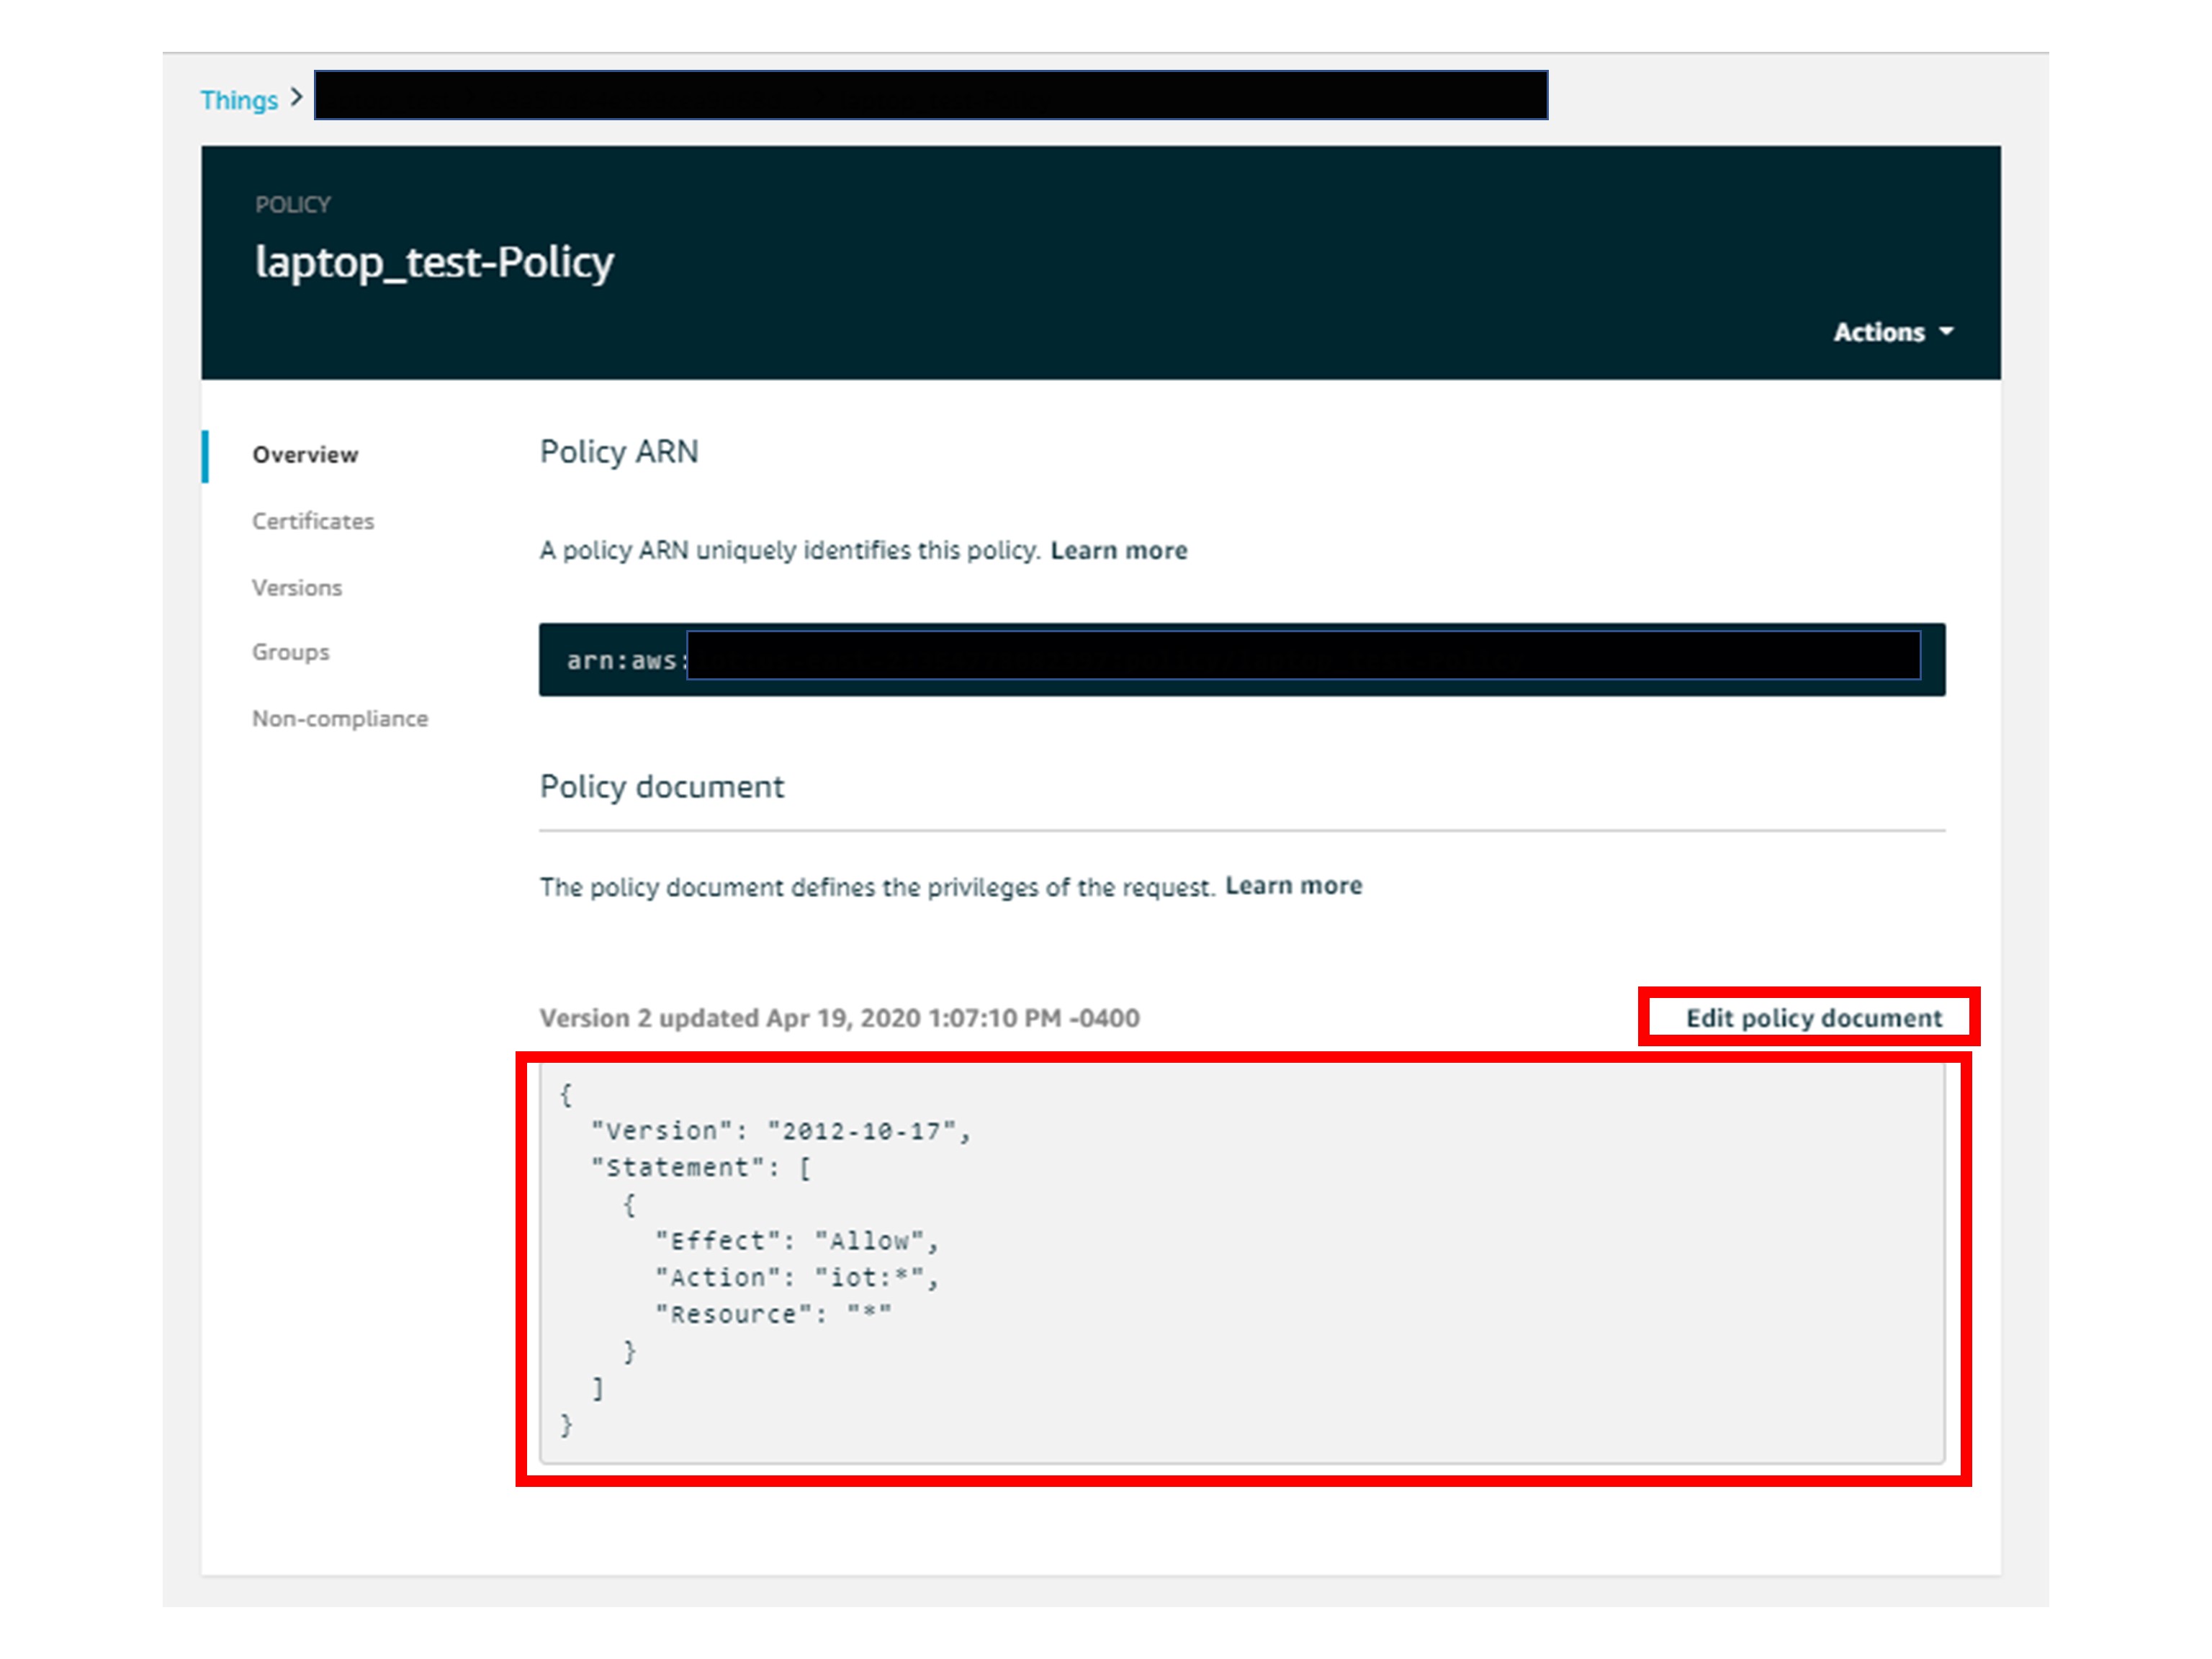 Things >
POLICY
laptop_test-Policy
Actions
Overview
Certificates
Versions
Groups
Non-compliance
Policy ARN
A policy ARN uniquely identifies this policy. Learn more
arn:aws:
Policy document
The policy document defines the privileges of the request. Learn more
Version 2 updated Apr 19, 2020 1:07:10 PM -0400
Edit policy document
{
  "Version": "2012-10-17",
  "Statement": [
    {
      "Effect": "Allow",
      "Action": "iot:*",
      "Resource": "*"
    }
  ]
}